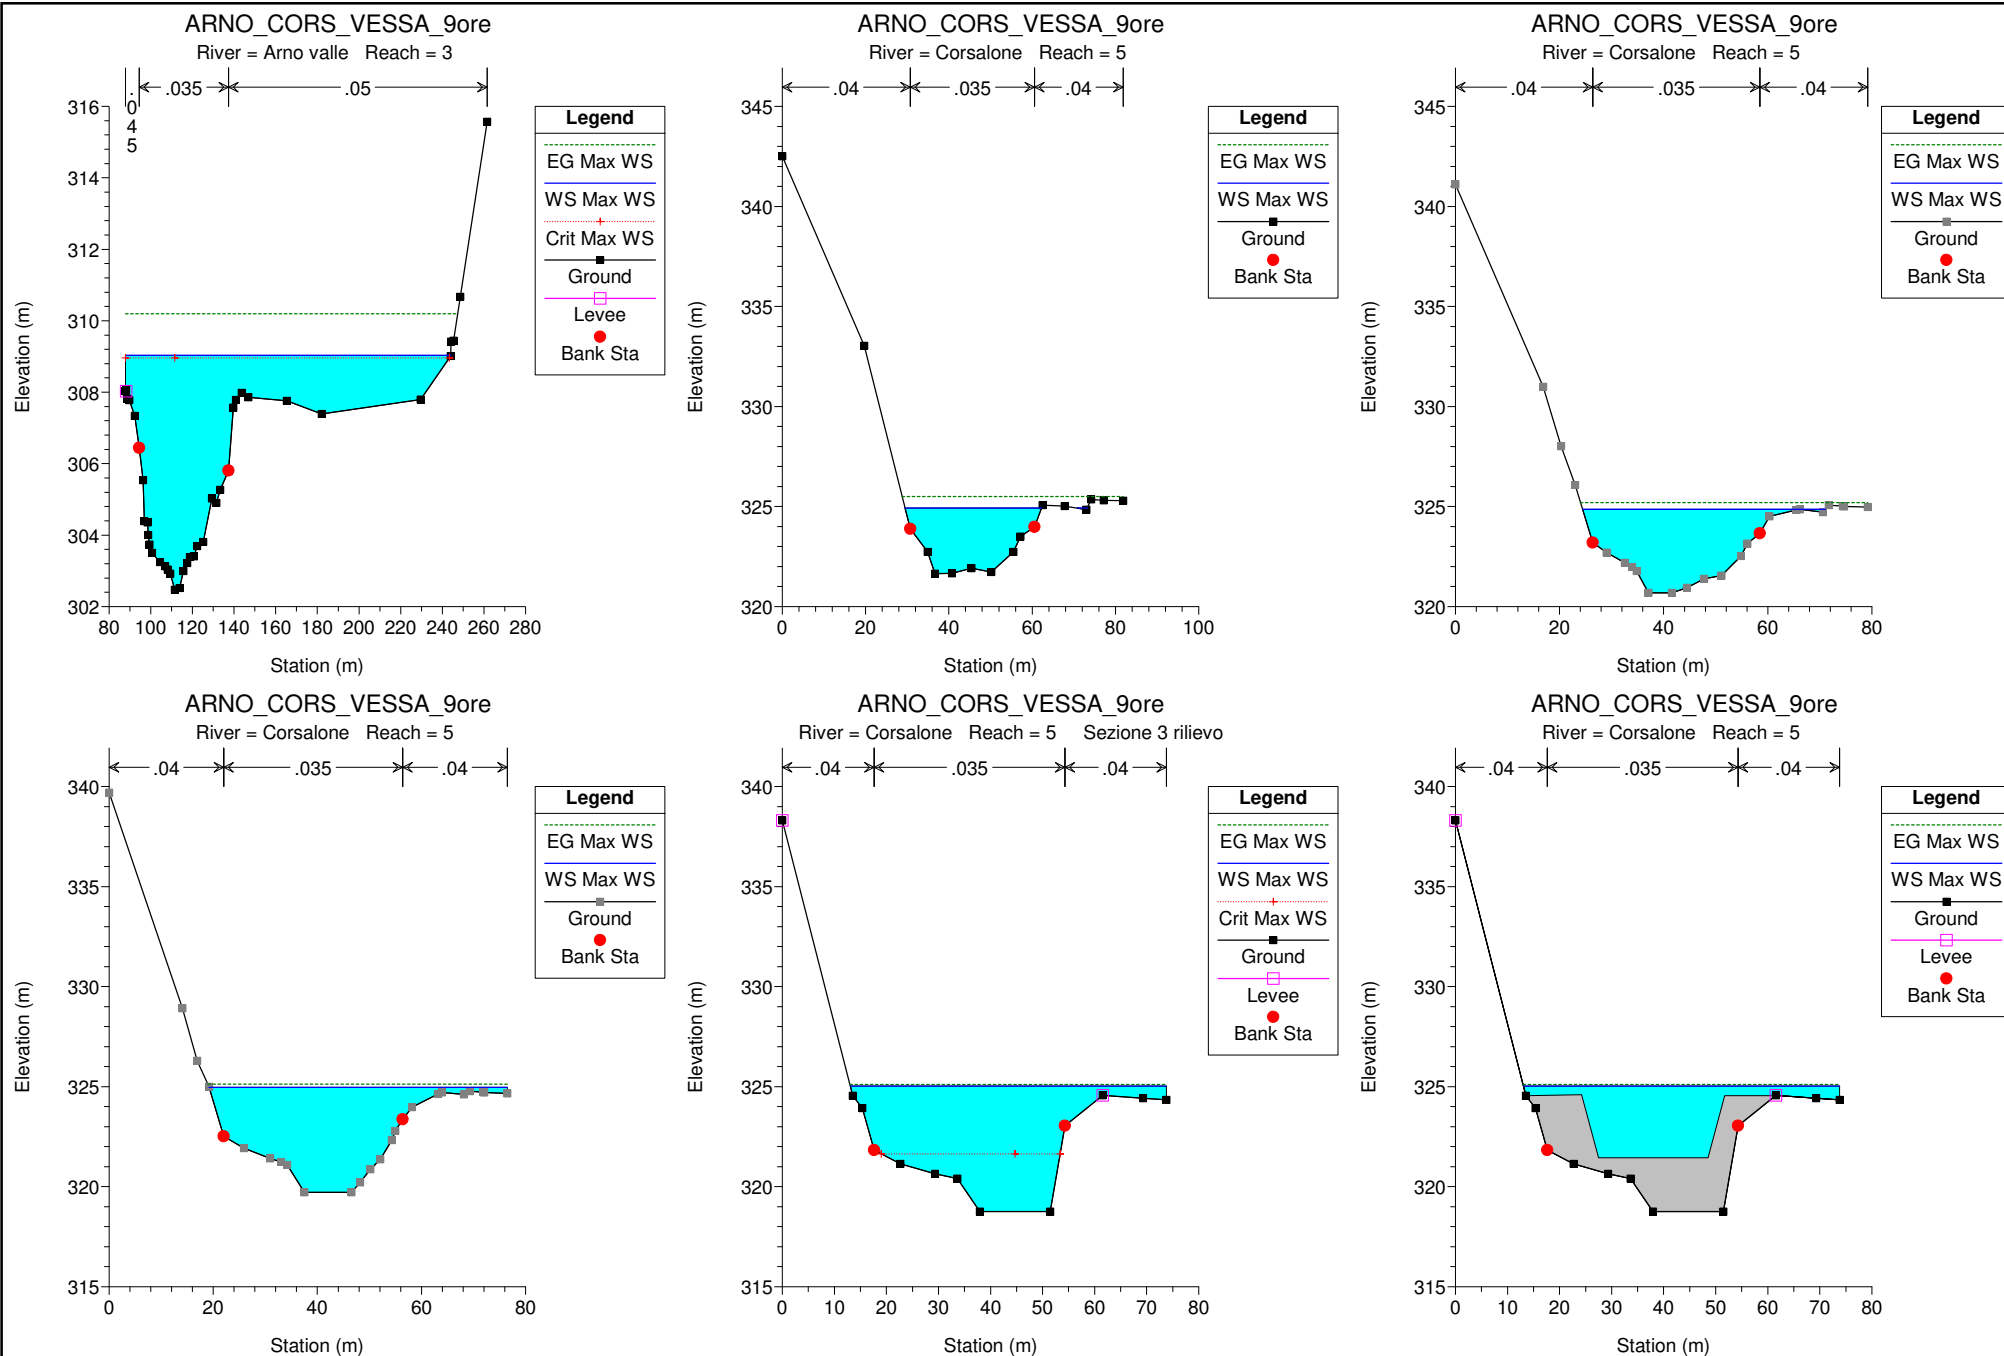 ARNO_CORS_VESSA_9ore
River = Arno valle   Reach = 3
.045
.035
.05
316
314
312
310
308
306
304
302
80 100 120 140 160 180 200 220 240 260 280
Station (m)
Elevation (m)
Legend
EG Max WS
WS Max WS
Crit Max WS
Ground
Levee
Bank Sta
ARNO_CORS_VESSA_9ore
River = Corsalone   Reach = 5
.04
.035
.04
345
340
335
330
325
320
0 20 40 60 80 100
Station (m)
Elevation (m)
Legend
EG Max WS
WS Max WS
Ground
Bank Sta
ARNO_CORS_VESSA_9ore
River = Corsalone   Reach = 5
.04
.035
.04
345
340
335
330
325
320
0 20 40 60 80
Station (m)
Elevation (m)
Legend
EG Max WS
WS Max WS
Ground
Bank Sta
ARNO_CORS_VESSA_9ore
River = Corsalone   Reach = 5
.04
.035
.04
340
335
330
325
320
315
0 20 40 60 80
Station (m)
Elevation (m)
Legend
EG Max WS
WS Max WS
Ground
Bank Sta
ARNO_CORS_VESSA_9ore
River = Corsalone   Reach = 5   Sezione 3 rilievo
.04
.035
.04
340
335
330
325
320
315
0 10 20 30 40 50 60 70 80
Station (m)
Elevation (m)
Legend
EG Max WS
WS Max WS
Crit Max WS
Ground
Levee
Bank Sta
ARNO_CORS_VESSA_9ore
River = Corsalone   Reach = 5
.04
.035
.04
340
335
330
325
320
315
0 10 20 30 40 50 60 70 80
Station (m)
Elevation (m)
Legend
EG Max WS
WS Max WS
Ground
Levee
Bank Sta